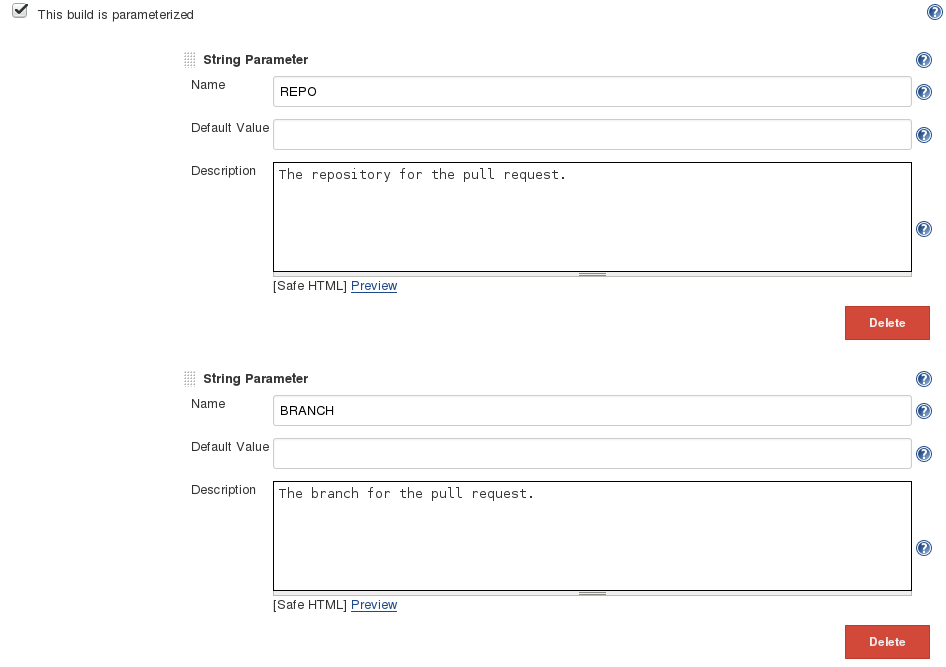 This build is parameterized
String Parameter
Name
REPO
Default Value
Description
The repository for the pull request.
[Safe HTML] Preview
Delete
String Parameter
Name
BRANCH
Default Value
Description
The branch for the pull request.
[Safe HTML] Preview
Delete